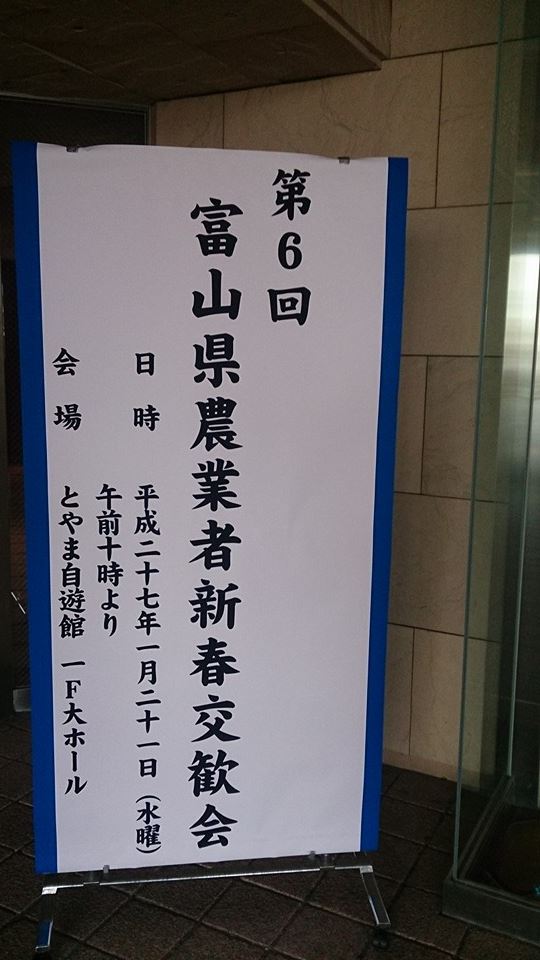 第6回
富山県農業者新春交歓会
日時 平成二十七年一月二十一日（水曜）
午前十時より
会場 とやま自遊館 一F大ホール